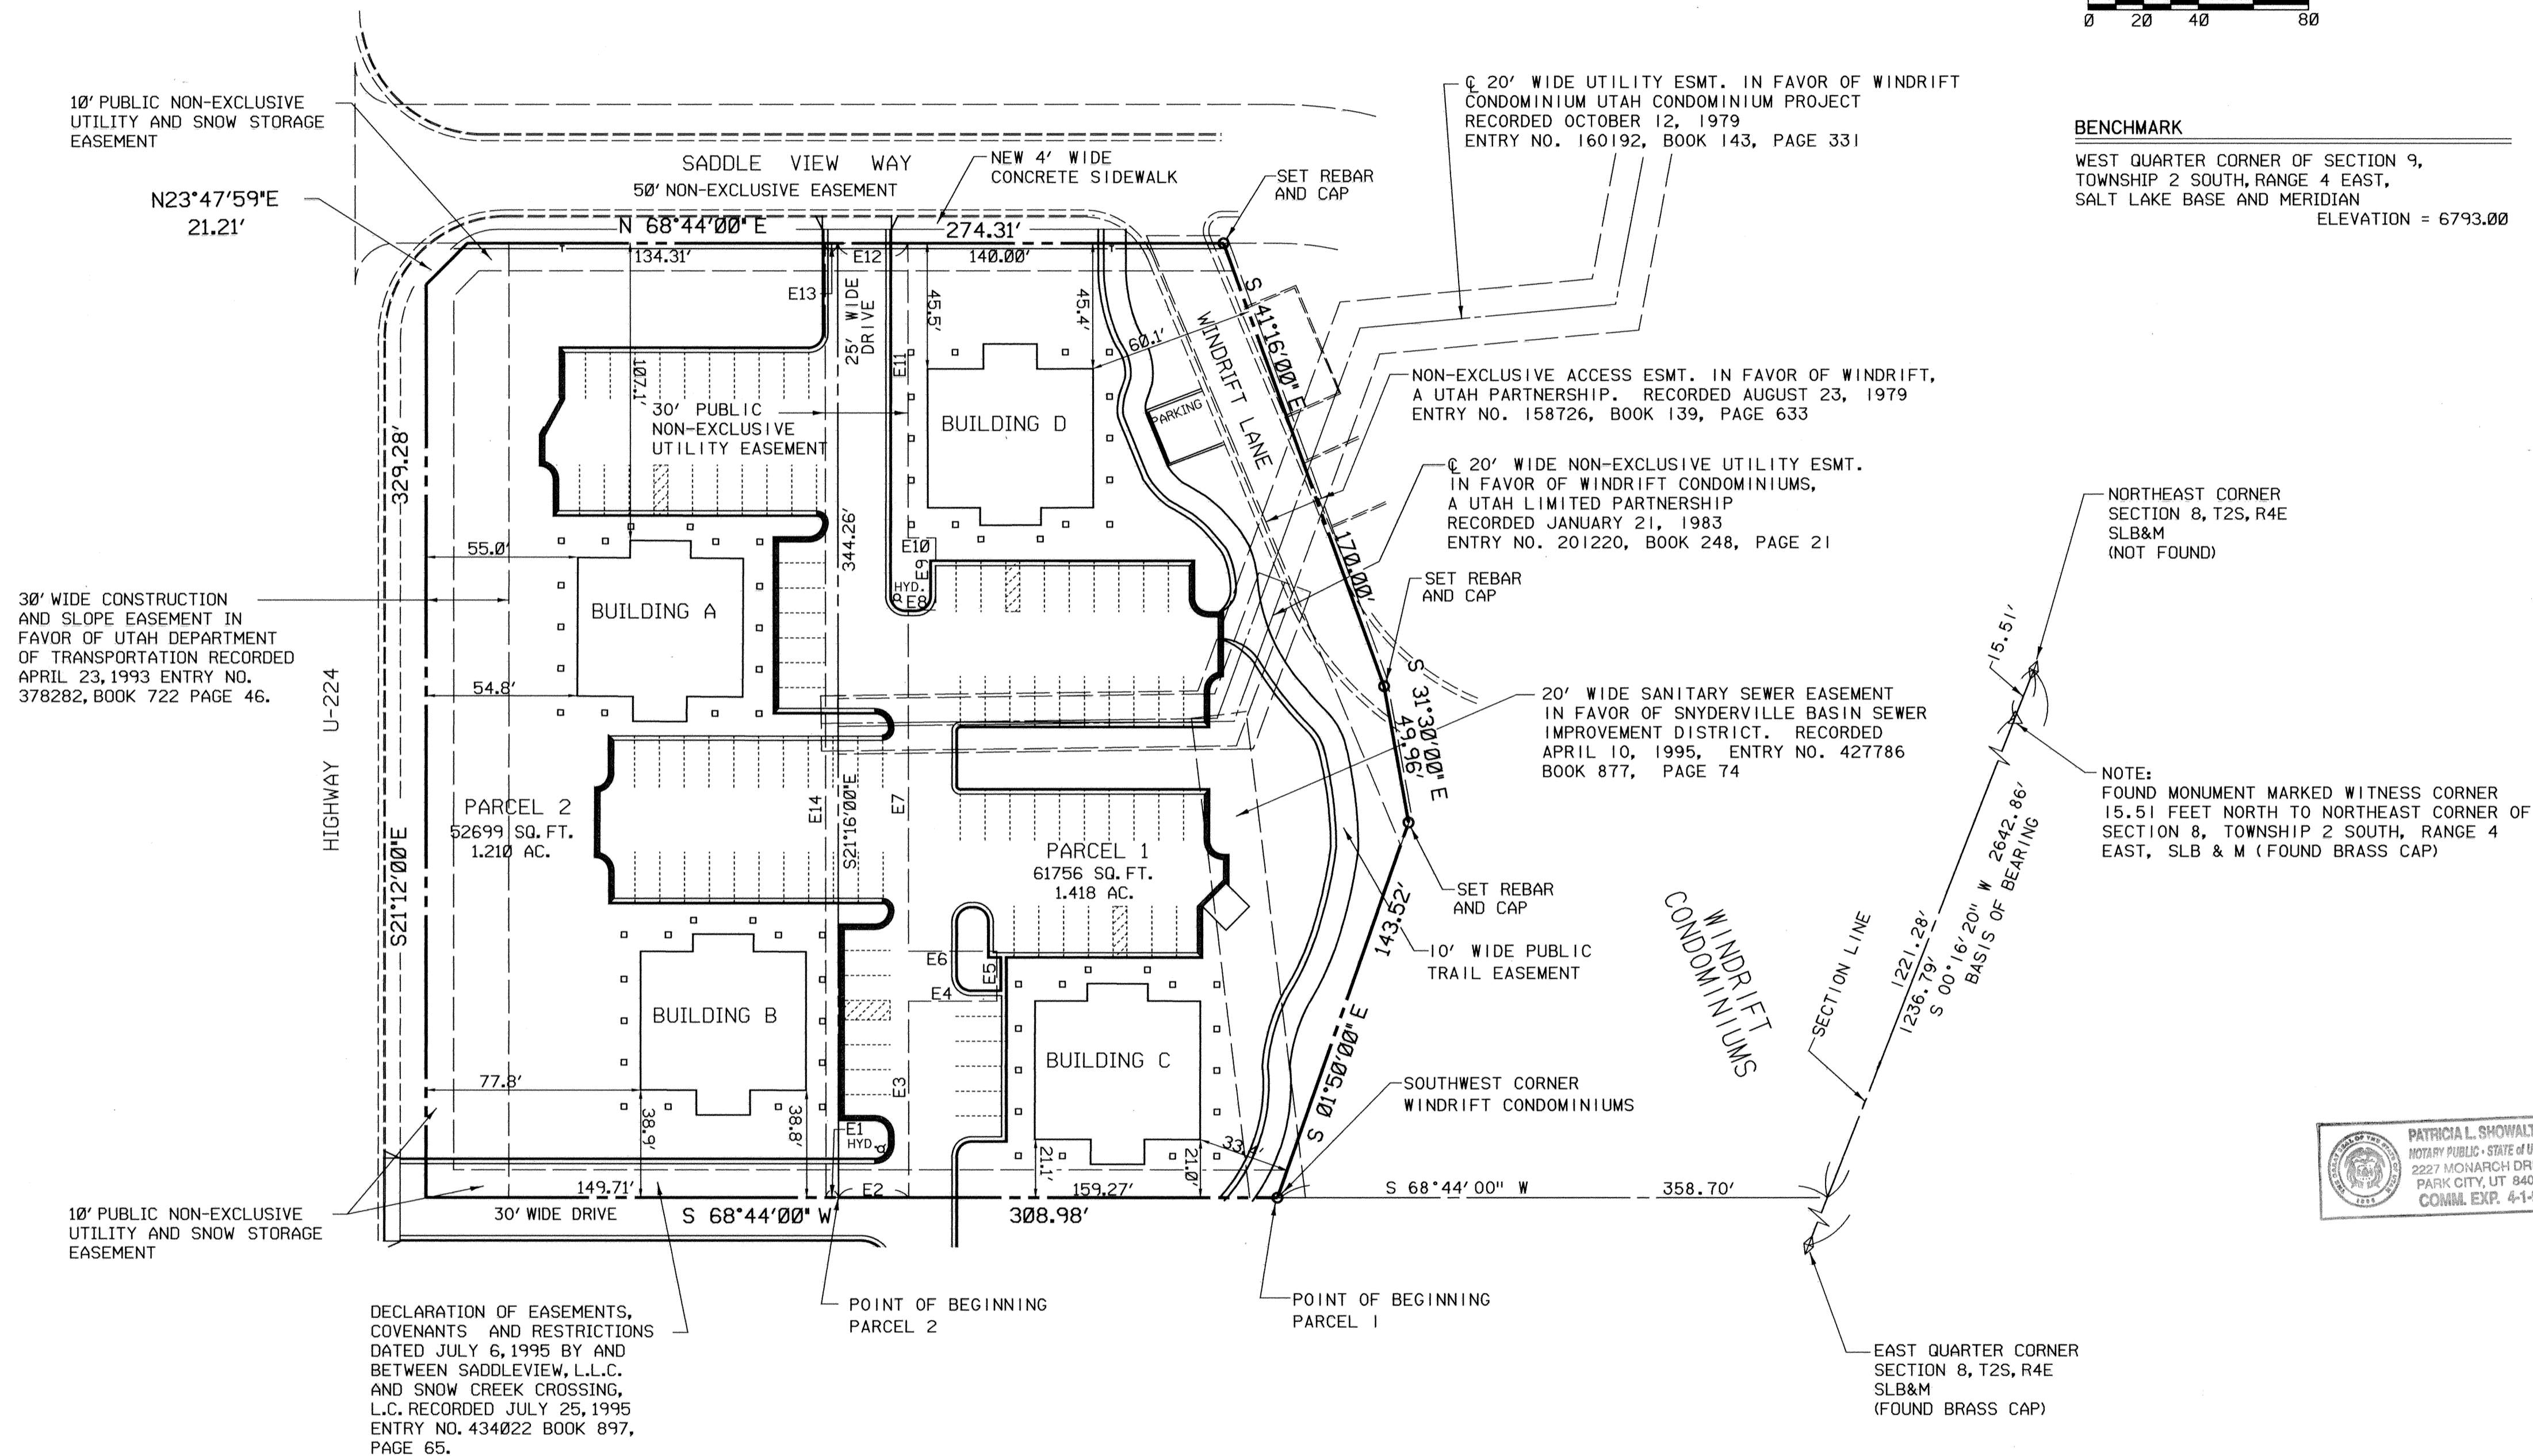 0 20 40 80
10' PUBLIC NON-EXCLUSIVE
UTILITY AND SNOW STORAGE
EASEMENT
N23°47'59"E
21.21'
SADDLE VIEW WAY
50' NON-EXCLUSIVE EASEMENT
NEW 4' WIDE
CONCRETE SIDEWALK
SET REBAR
AND CAP
℄ 20' WIDE UTILITY ESMT. IN FAVOR OF WINDRIFT
CONDOMINIUM UTAH CONDOMINIUM PROJECT
RECORDED OCTOBER 12, 1979
ENTRY NO. 160192, BOOK 143, PAGE 331
BENCHMARK
WEST QUARTER CORNER OF SECTION 9,
TOWNSHIP 2 SOUTH, RANGE 4 EAST,
SALT LAKE BASE AND MERIDIAN
ELEVATION = 6793.00
N 68°44'00" E
274.31'
134.31'
E12
140.00'
E13
25' WIDE
DRIVE
45.5'
45.4'
E11
60.1'
S 41°16'00" E
170.00'
WINDRIFT LANE
PARKING
107.1'
30' PUBLIC
NON-EXCLUSIVE
UTILITY EASEMENT
BUILDING D
NON-EXCLUSIVE ACCESS ESMT. IN FAVOR OF WINDRIFT,
A UTAH PARTNERSHIP. RECORDED AUGUST 23, 1979
ENTRY NO. 158726, BOOK 139, PAGE 633
℄ 20' WIDE NON-EXCLUSIVE UTILITY ESMT.
IN FAVOR OF WINDRIFT CONDOMINIUMS,
A UTAH LIMITED PARTNERSHIP
RECORDED JANUARY 21, 1983
ENTRY NO. 201220, BOOK 248, PAGE 21
NORTHEAST CORNER
SECTION 8, T2S, R4E
SLB&M
(NOT FOUND)
329.28'
344.26'
55.0'
E10
E9
HYD.
E8
BUILDING A
54.8'
30' WIDE CONSTRUCTION
AND SLOPE EASEMENT IN
FAVOR OF UTAH DEPARTMENT
OF TRANSPORTATION RECORDED
APRIL 23, 1993 ENTRY NO.
378282, BOOK 722 PAGE 46.
SET REBAR
AND CAP
S 31°30'00" E
49.96'
15.51'
20' WIDE SANITARY SEWER EASEMENT
IN FAVOR OF SNYDERVILLE BASIN SEWER
IMPROVEMENT DISTRICT. RECORDED
APRIL 10, 1995, ENTRY NO. 427786
BOOK 877, PAGE 74
NOTE:
FOUND MONUMENT MARKED WITNESS CORNER
15.51 FEET NORTH TO NORTHEAST CORNER OF
SECTION 8, TOWNSHIP 2 SOUTH, RANGE 4
EAST, SLB & M (FOUND BRASS CAP)
HIGHWAY U-224
S21°12'00"E
PARCEL 2
52699 SQ. FT.
1.210 AC.
E14
S21°16'00"E
E7
PARCEL 1
61756 SQ. FT.
1.418 AC.
SET REBAR
AND CAP
143.52'
S 01°50'00" E
10' WIDE PUBLIC
TRAIL EASEMENT
WINDRIFT
CONDOMINIUMS
SECTION LINE
1221.28'
1236.79'
S 00°16'20" W 2642.86'
BASIS OF BEARING
E6
E5
E4
BUILDING B
BUILDING C
E3
77.8'
38.9'
38.8'
E1
HYD.
21.1'
21.0'
SOUTHWEST CORNER
WINDRIFT CONDOMINIUMS
149.71'
E2
159.27'
S 68°44'00" W 358.70'
30' WIDE DRIVE
S 68°44'00" W
308.98'
10' PUBLIC NON-EXCLUSIVE
UTILITY AND SNOW STORAGE
EASEMENT
POINT OF BEGINNING
PARCEL 2
POINT OF BEGINNING
PARCEL 1
DECLARATION OF EASEMENTS,
COVENANTS AND RESTRICTIONS
DATED JULY 6, 1995 BY AND
BETWEEN SADDLEVIEW, L.L.C.
AND SNOW CREEK CROSSING,
L.C. RECORDED JULY 25, 1995
ENTRY NO. 434022 BOOK 897,
PAGE 65.
EAST QUARTER CORNER
SECTION 8, T2S, R4E
SLB&M
(FOUND BRASS CAP)
PATRICIA L.
NOTARY PUBLIC • STATE of
2227 MONARCH
PARK CITY, UT
COMM. EXP.